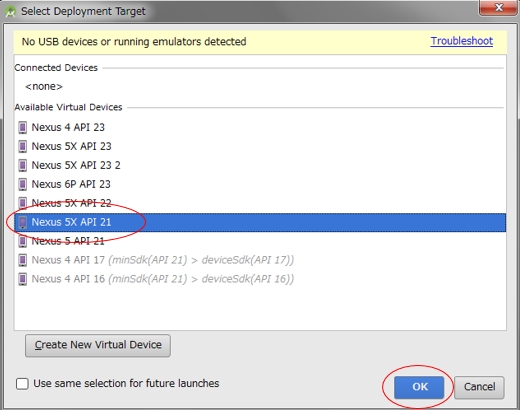 Select Deployment Target
No USB devices or running emulators detected Troubleshoot
Connected Devices
<none>
Available Virtual Devices
Nexus 4 API 23
Nexus 5X API 23
Nexus 5X API 23 2
Nexus 6P API 23
Nexus 5X API 22
Nexus 5X API 21
Nexus 5 API 21
Nexus 4 API 17 (minSdk(API 21) > deviceSdk(API 17))
Nexus 4 API 16 (minSdk(API 21) > deviceSdk(API 16))
Create New Virtual Device
Use same selection for future launches
OK Cancel